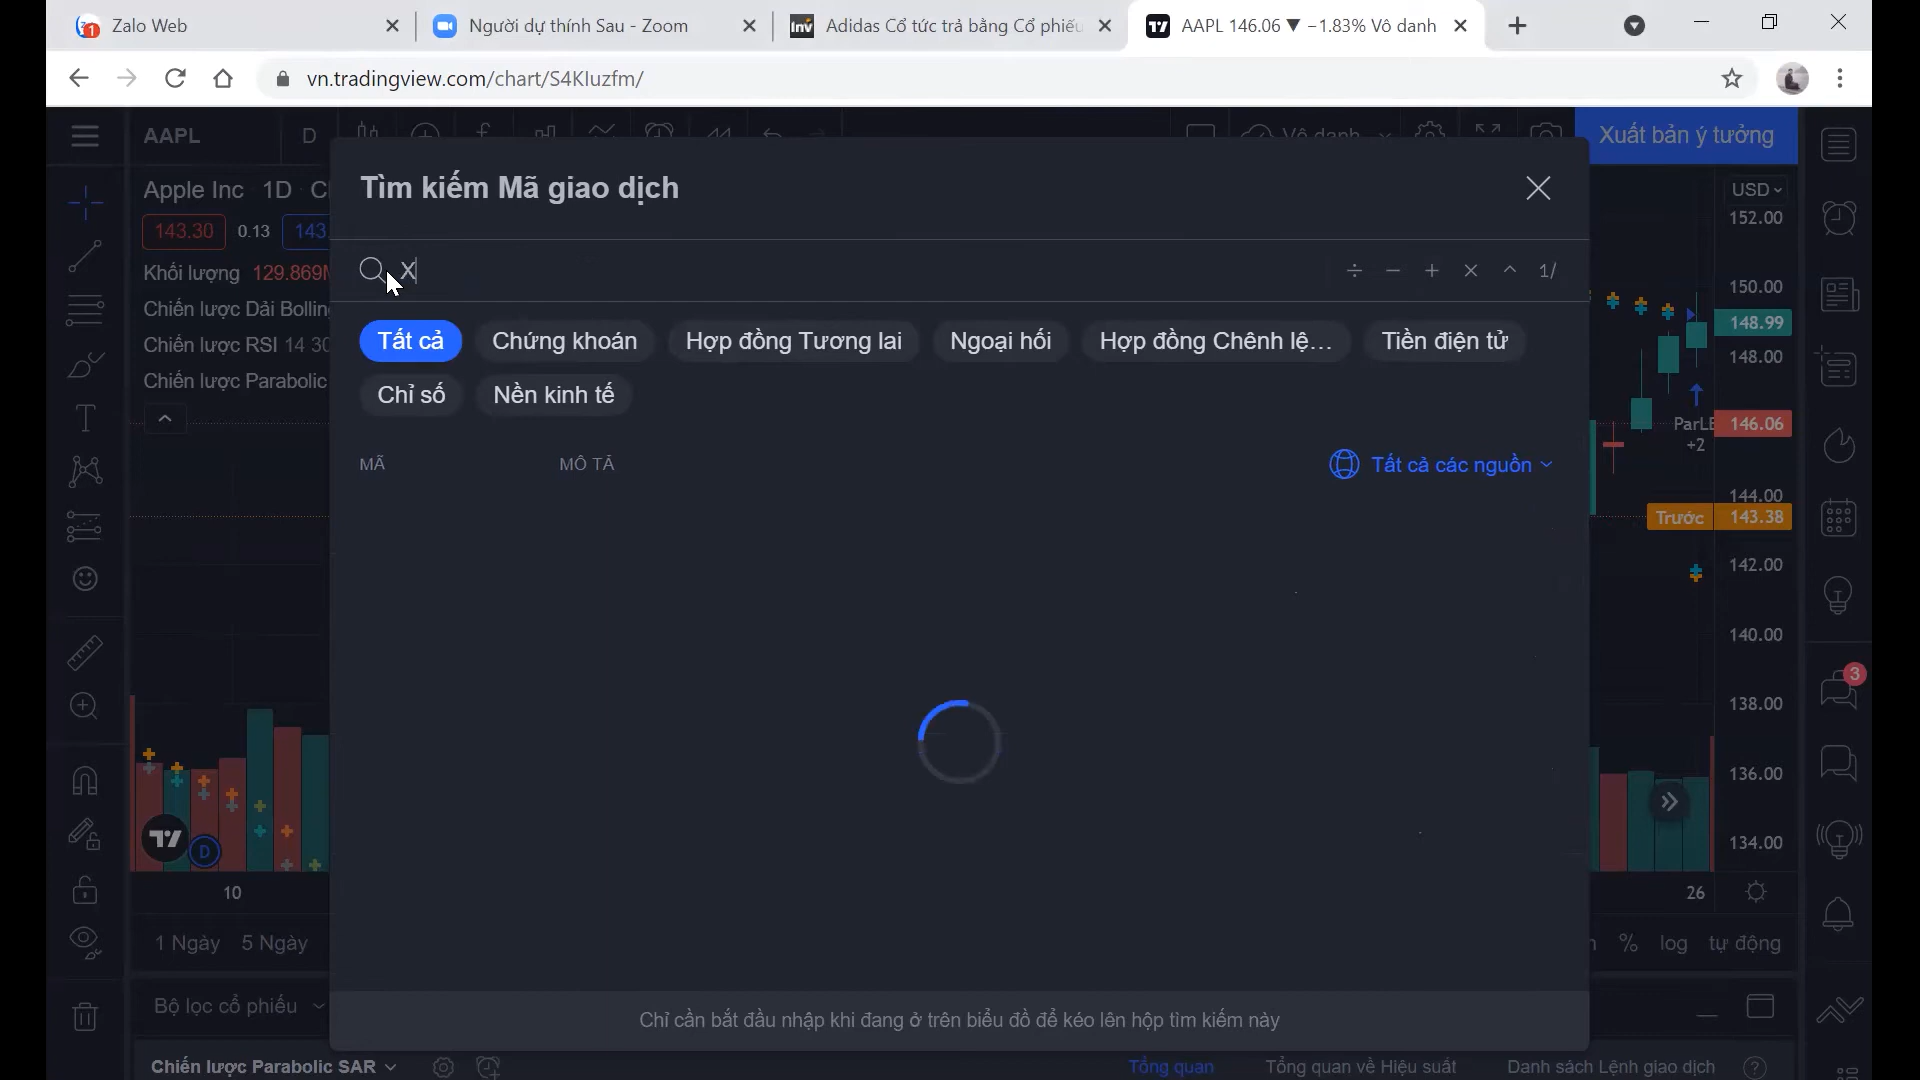 Zalo Web
Người dự thính Sau - Zoom
Adidas Cổ tức trả bằng Cổ phiếu
AAPL 146.06 ▼ −1.83% Vô danh
vn.tradingview.com/chart/S4KIuzfm/
AAPL
D
Vô danh
Xuất bản ý tưởng
Apple Inc 1D
143.30
0.13
143.
Khối lượng 129.869M
Chiến lược Dải Bolling
Chiến lược RSI 14 30
Chiến lược Parabolic
Tìm kiếm Mã giao dịch
X
÷ − + × ^ 1/
Tất cả
Chứng khoán
Hợp đồng Tương lai
Ngoại hối
Hợp đồng Chênh lệ...
Tiền điện tử
Chỉ số
Nền kinh tế
MÃ
MÔ TẢ
Tất cả các nguồn
USD
152.00
150.00
148.99
148.00
ParLE
+2
146.06
144.00
Trước 143.38
142.00
140.00
138.00
136.00
134.00
3
D
10
26
1 Ngày
5 Ngày
%
log
tự động
Bộ lọc cổ phiếu
Chỉ cần bắt đầu nhập khi đang ở trên biểu đồ để kéo lên hộp tìm kiếm này
Chiến lược Parabolic SAR
Tổng quan
Tổng quan về Hiệu suất
Danh sách Lệnh giao dịch